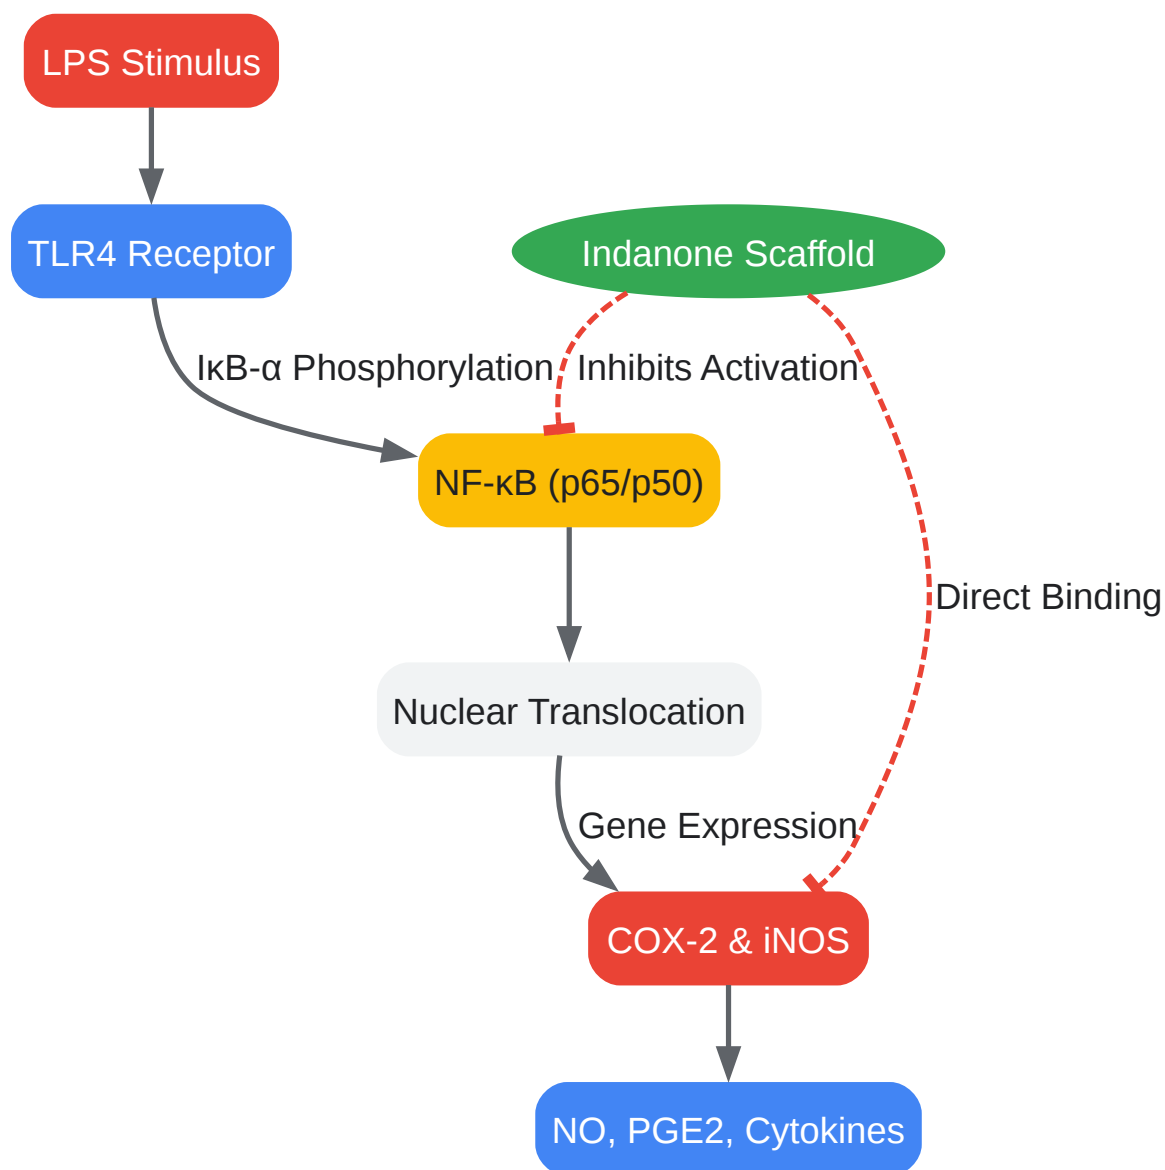 LPS Stimulus
TLR4 Receptor
Indanone Scaffold
IκB-α Phosphorylation
Inhibits Activation
NF-κB (p65/p50)
Direct Binding
Nuclear Translocation
Gene Expression
COX-2 & iNOS
NO, PGE2, Cytokines